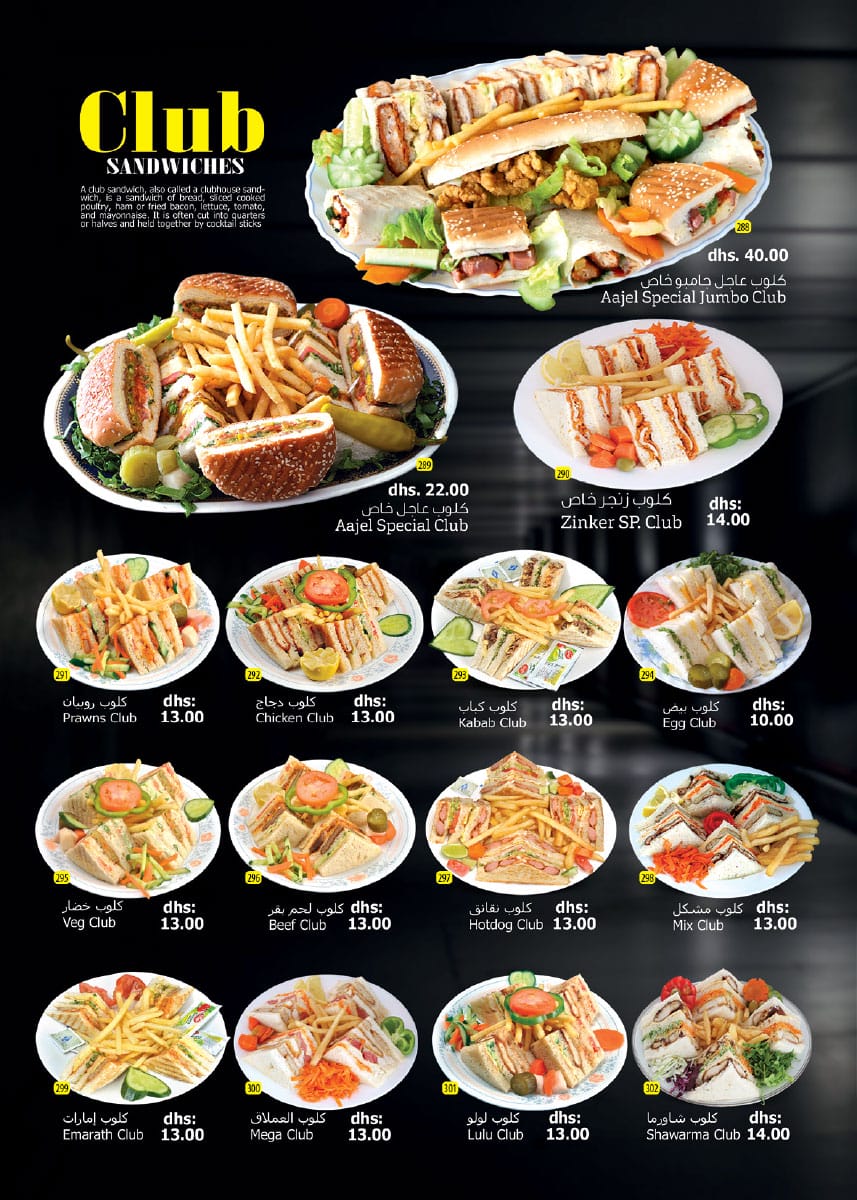 Club
SANDWICHES
A club sandwich, also called a clubhouse sand-
wich, is a sandwich of bread, sliced cooked
poultry, ham or fried bacon, lettuce, tomato,
and mayonnaise. It is often cut into quarters
or halves and held together by cocktail sticks
288
dhs. 40.00
كلوب عاجل جامبو خاص
Aajel Special Jumbo Club
289
dhs. 22.00
كلوب عاجل خاص
Aajel Special Club
290
كلوب زنجر خاص
Zinker SP. Club
dhs:
14.00
291
كلوب روبيان
Prawns Club
dhs:
13.00
292
كلوب دجاج
Chicken Club
dhs:
13.00
293
كلوب كباب
Kabab Club
dhs:
13.00
294
كلوب بيض
Egg Club
dhs:
10.00
295
كلوب خضار
Veg Club
dhs:
13.00
296
كلوب لحم بقر
Beef Club
dhs:
13.00
297
كلوب نقانق
Hotdog Club
dhs:
13.00
298
كلوب مشكل
Mix Club
dhs:
13.00
299
كلوب إمارات
Emarath Club
dhs:
13.00
300
كلوب العملاق
Mega Club
dhs:
13.00
301
كلوب لولو
Lulu Club
dhs:
13.00
302
كلوب شاورما
Shawarma Club
dhs:
14.00